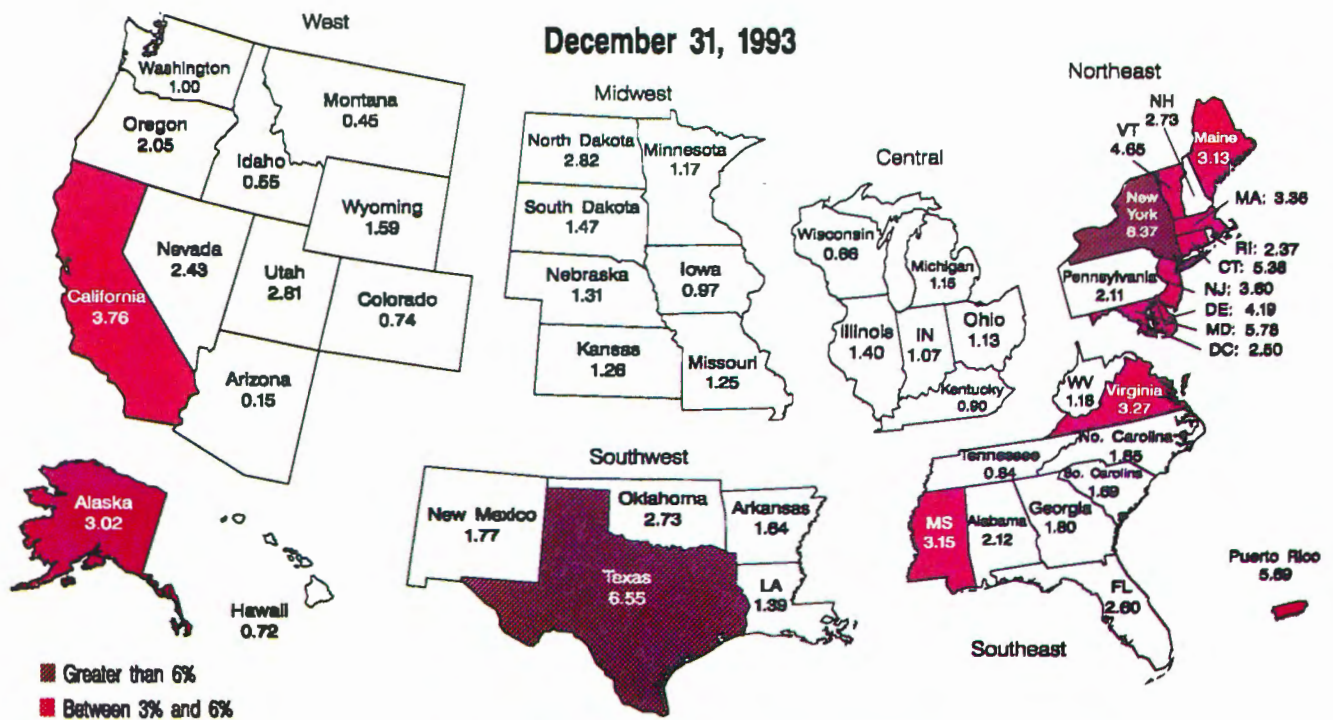 December 31, 1993
West
Washington
1.00
Oregon
2.05
Idaho
0.55
Montana
0.45
Wyoming
1.59
California
3.76
Nevada
2.43
Utah
2.81
Colorado
0.74
Arizona
0.15
Alaska
3.02
Hawaii
0.72
Midwest
North Dakota
2.82
Minnesota
1.17
South Dakota
1.47
Nebraska
1.31
Iowa
0.97
Kansas
1.26
Missouri
1.25
Central
Wisconsin
0.66
Michigan
1.15
Illinois
1.40
IN
1.07
Ohio
1.13
Kentucky
0.90
Northeast
NH
2.73
VT
4.65
Maine
3.13
New
York
8.37
MA: 3.36
RI: 2.37
CT: 5.36
Pennsylvania
2.11
NJ: 3.60
DE: 4.19
MD: 5.78
DC: 2.50
Southwest
New Mexico
1.77
Oklahoma
2.73
Arkansas
1.64
Texas
6.55
LA
1.39
WV
1.18
Virginia
3.27
No. Carolina
1.85
Tennessee
0.84
So. Carolina
1.69
MS
3.15
Alabama
2.12
Georgia
1.80
FL
2.60
Southeast
Puerto Rico
5.69
Greater than 6%
Between 3% and 6%